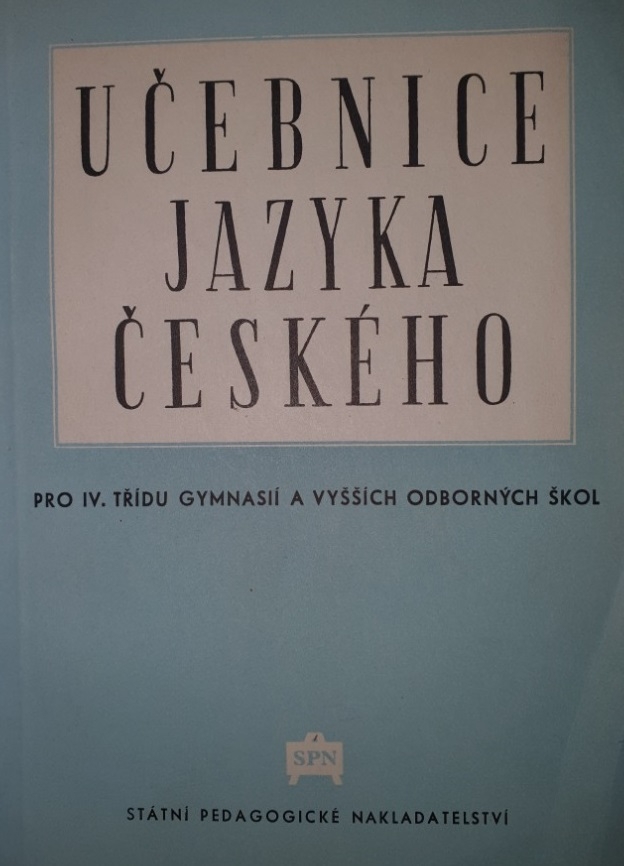 UČEBNICE
JAZYKA
ČESKÉHO
PRO IV. TŘÍDU GYMNASIÍ A VYŠŠÍCH ODBORNÝCH ŠKOL
SPN
STÁTNÍ PEDAGOGICKÉ NAKLADATELSTVÍ